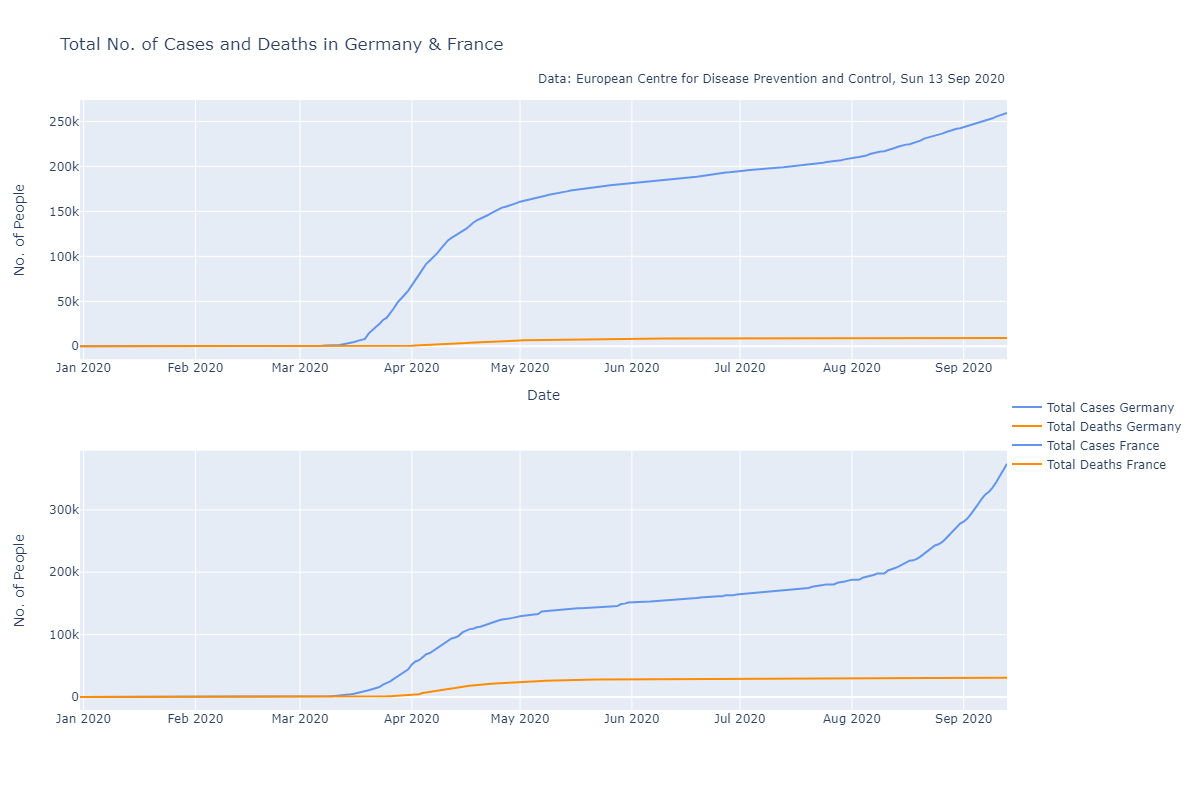 Total No. of Cases and Deaths in Germany & France
Data: European Centre for Disease Prevention and Control, Sun 13 Sep 2020
250k
200k
150k
100k
50k
0
No. of People
Jan 2020 Feb 2020 Mar 2020 Apr 2020 May 2020 Jun 2020 Jul 2020 Aug 2020 Sep 2020
Date
Total Cases Germany
Total Deaths Germany
Total Cases France
Total Deaths France
300k
200k
100k
0
No. of People
Jan 2020 Feb 2020 Mar 2020 Apr 2020 May 2020 Jun 2020 Jul 2020 Aug 2020 Sep 2020